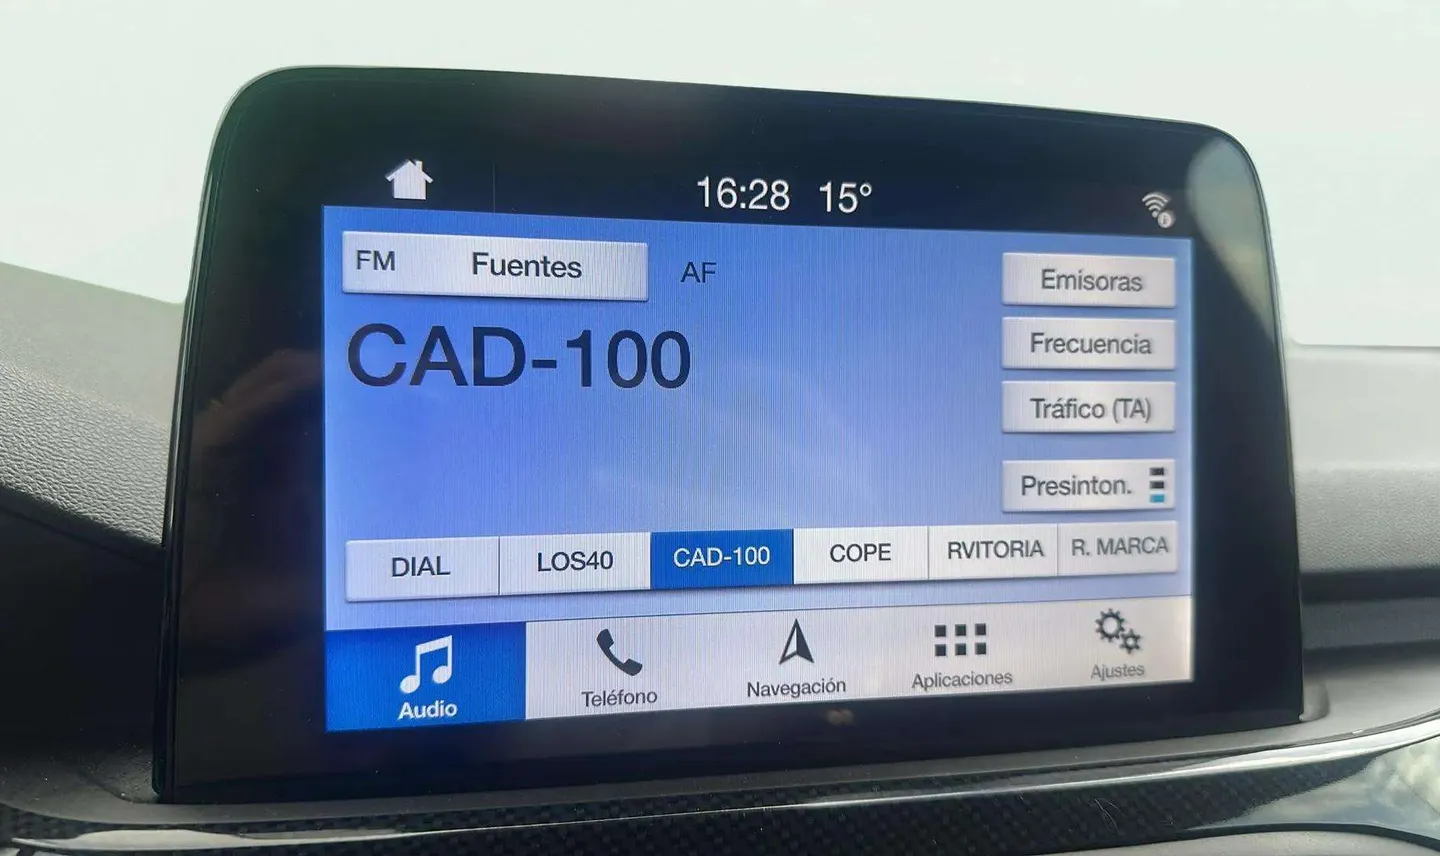 16:28 15°
FM Fuentes AF
Emisoras
CAD-100
Frecuencia
Tráfico (TA)
Presinton.
DIAL LOS40 CAD-100 COPE RVITORIA R. MARCA
Audio Teléfono Navegación Aplicaciones Ajustes